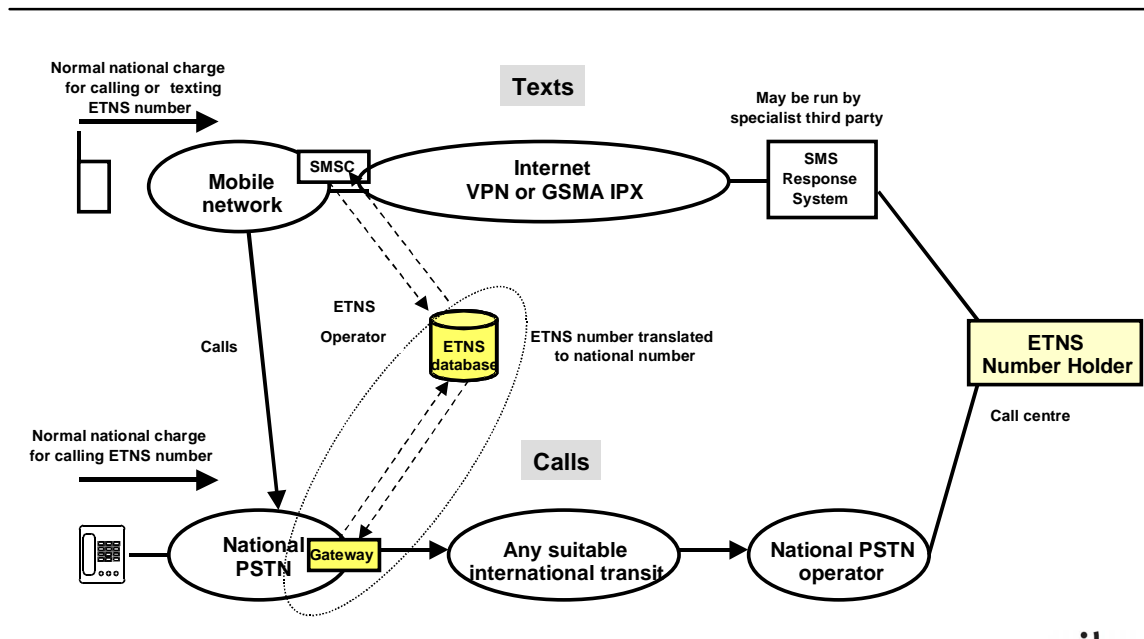 Normal national charge
for calling or texting
ETNS number
Texts
May be run by
specialist third party
SMSC
Mobile
network
Internet
VPN or GSMA IPX
SMS
Response
System
ETNS
Operator
Calls
ETNS
database
ETNS number translated
to national number
ETNS
Number Holder
Call centre
Normal national charge
for calling ETNS number
Calls
National
PSTN
Gateway
Any suitable
international transit
National PSTN
operator